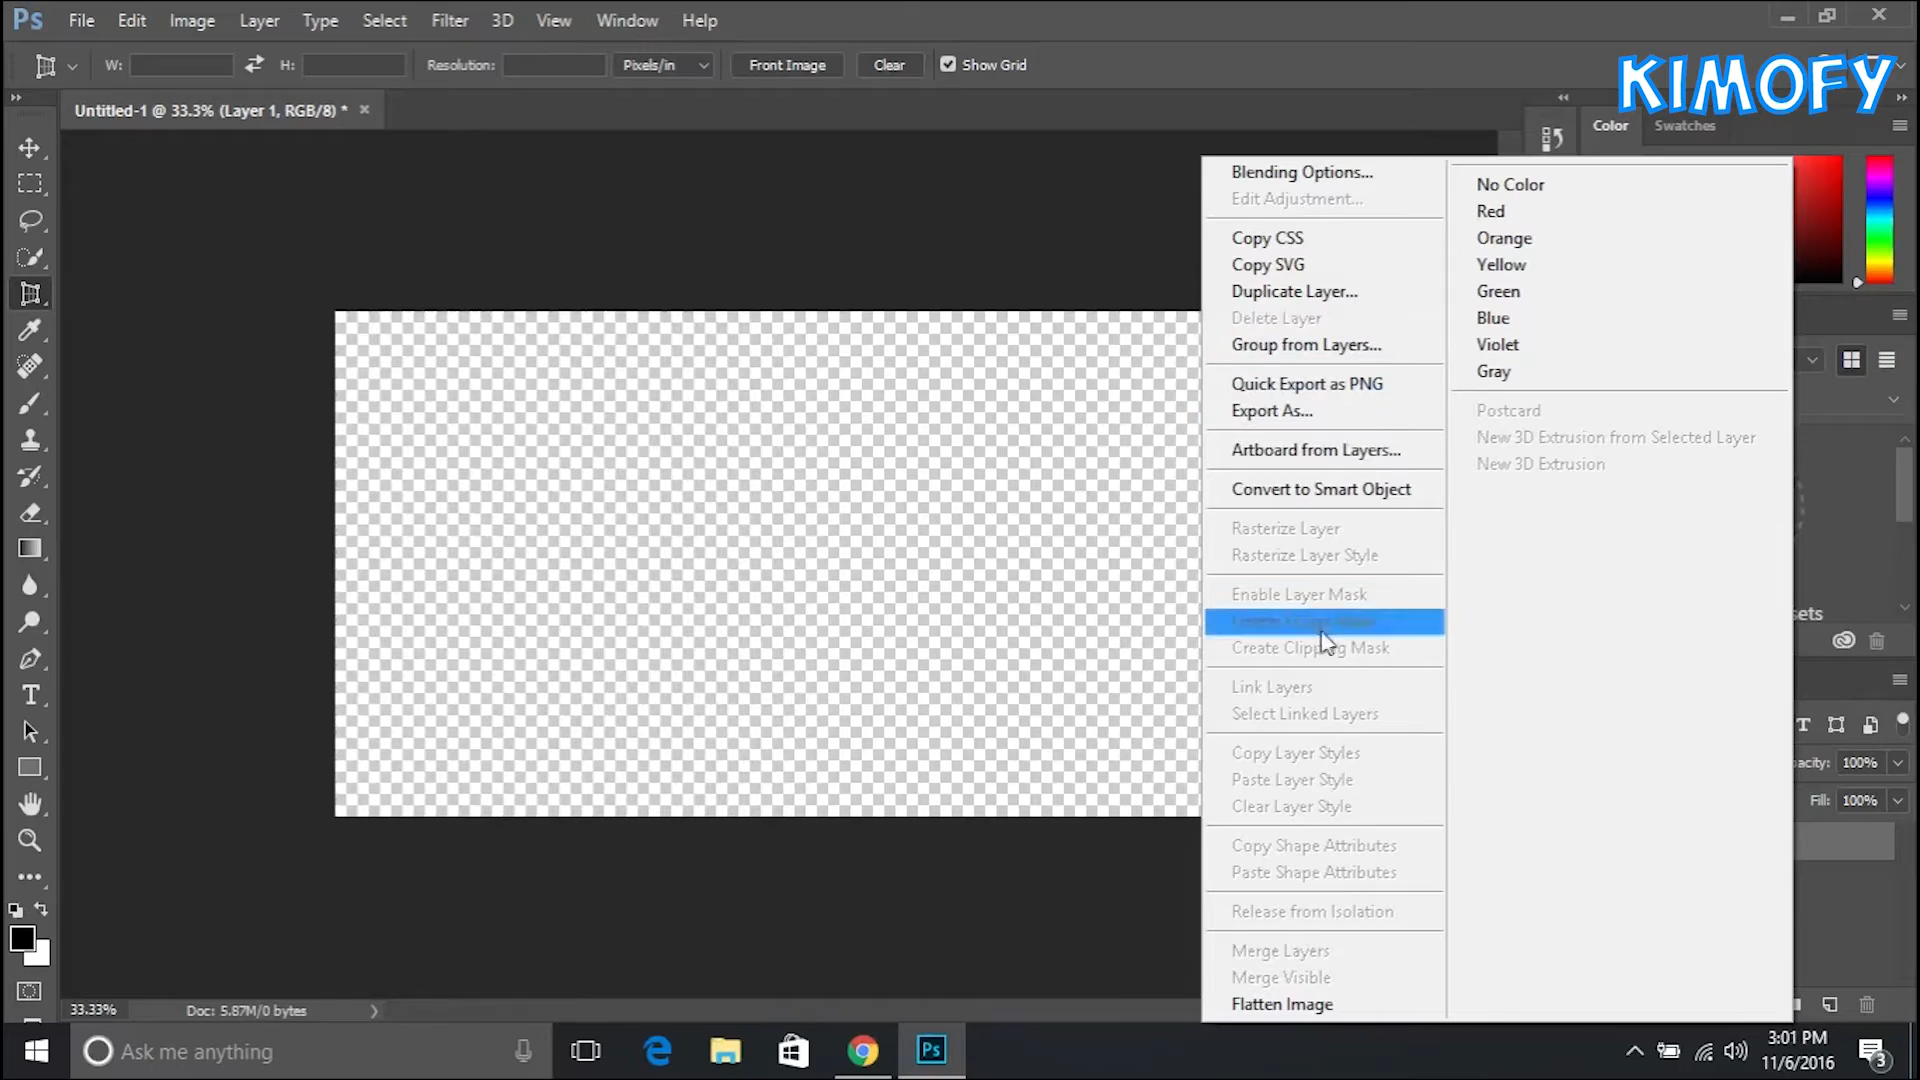 Ps File Edit Image Layer Type Select Filter 3D View Window Help
W: H: Resolution: Pixels/in Front Image Clear Show Grid
KIMOFY
Untitled-1 @ 33.3% (Layer 1, RGB/8) *
Color Swatches
Blending Options...
Edit Adjustment...
Copy CSS
Copy SVG
Duplicate Layer...
Delete Layer
Group from Layers...
Quick Export as PNG
Export As...
Artboard from Layers...
Convert to Smart Object
Rasterize Layer
Rasterize Layer Style
Enable Layer Mask
Create Clipping Mask
Link Layers
Select Linked Layers
Copy Layer Styles
Paste Layer Style
Clear Layer Style
Copy Shape Attributes
Paste Shape Attributes
Release from Isolation
Merge Layers
Merge Visible
Flatten Image
No Color
Red
Orange
Yellow
Green
Blue
Violet
Gray
Postcard
New 3D Extrusion from Selected Layer
New 3D Extrusion
sets
T
acity: 100%
Fill: 100%
T
33.33% Doc: 5.87M/0 bytes
Ask me anything
Ps
3:01 PM
11/6/2016
3